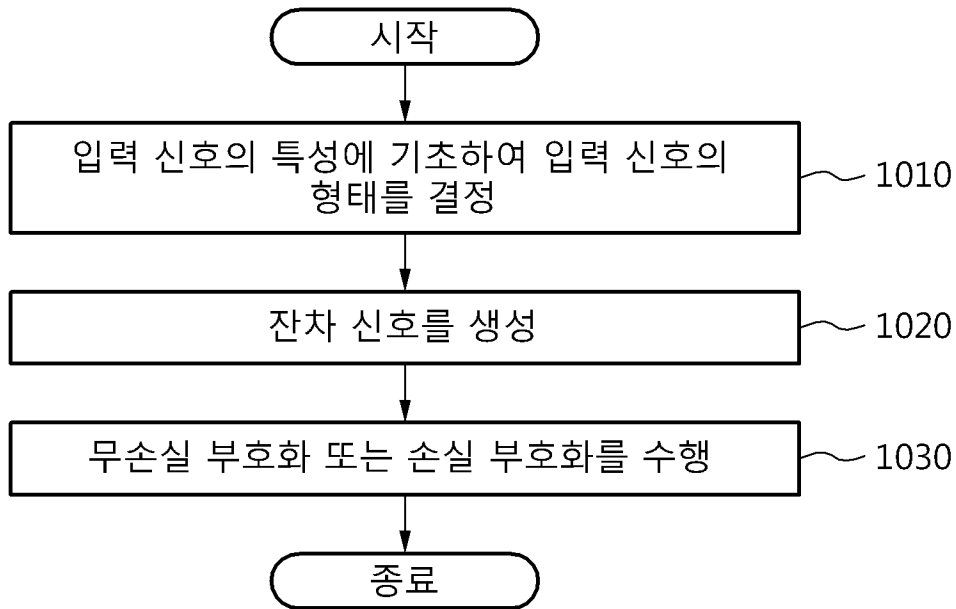 시작
입력 신호의 특성에 기초하여 입력 신호의
형태를 결정
1010
잔차 신호를 생성
1020
무손실 부호화 또는 손실 부호화를 수행
1030
종료